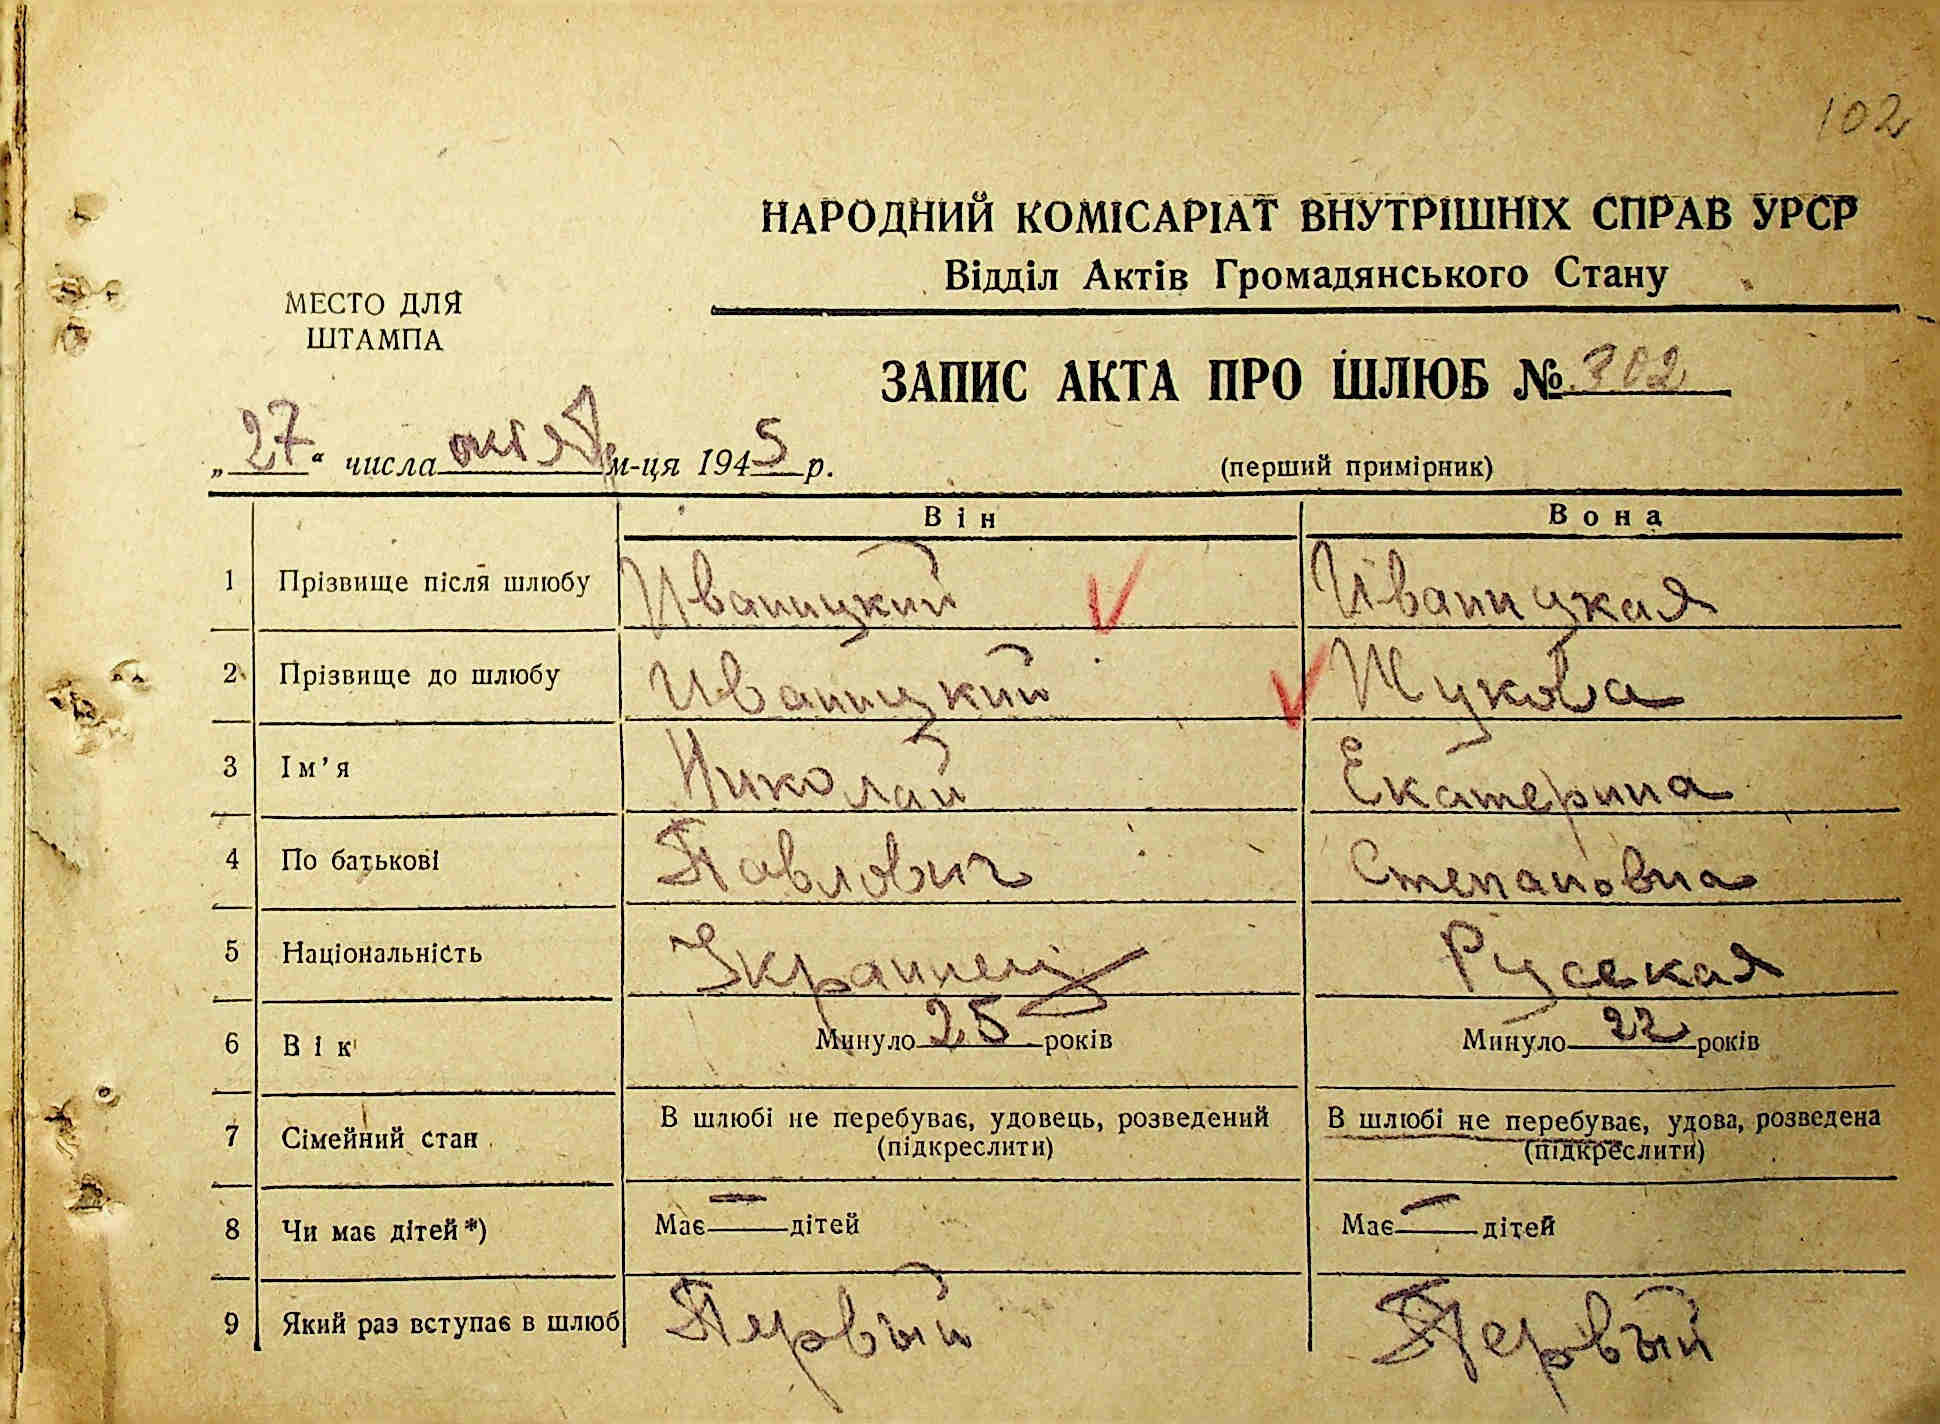 102
НАРОДНИЙ КОМІСАРІАТ ВНУТРІШНІХ СПРАВ УРСР
Відділ Актів Громадянського Стану
МЕСТО ДЛЯ
ШТАМПА
ЗАПИС АКТА ПРО ШЛЮБ № 302
„27“ числа октяб м-ця 1945 р.
(перший примірник)
Він Вона
1 Прізвище після шлюбу Иваницкий Иваницкая
2 Прізвище до шлюбу Иваницкий Жукова
3 Ім’я Николай Екатерина
4 По батькові Павлович Степановна
5 Національність Украинец Русская
6 Вік Минуло 25 років Минуло 22 років
7 Сімейний стан В шлюбі не перебуває, удовець, розведений В шлюбі не перебуває, удова, розведена
(підкреслити) (підкреслити)
8 Чи має дітей*) Має — дітей Має — дітей
9 Який раз вступає в шлюб Первый Первый